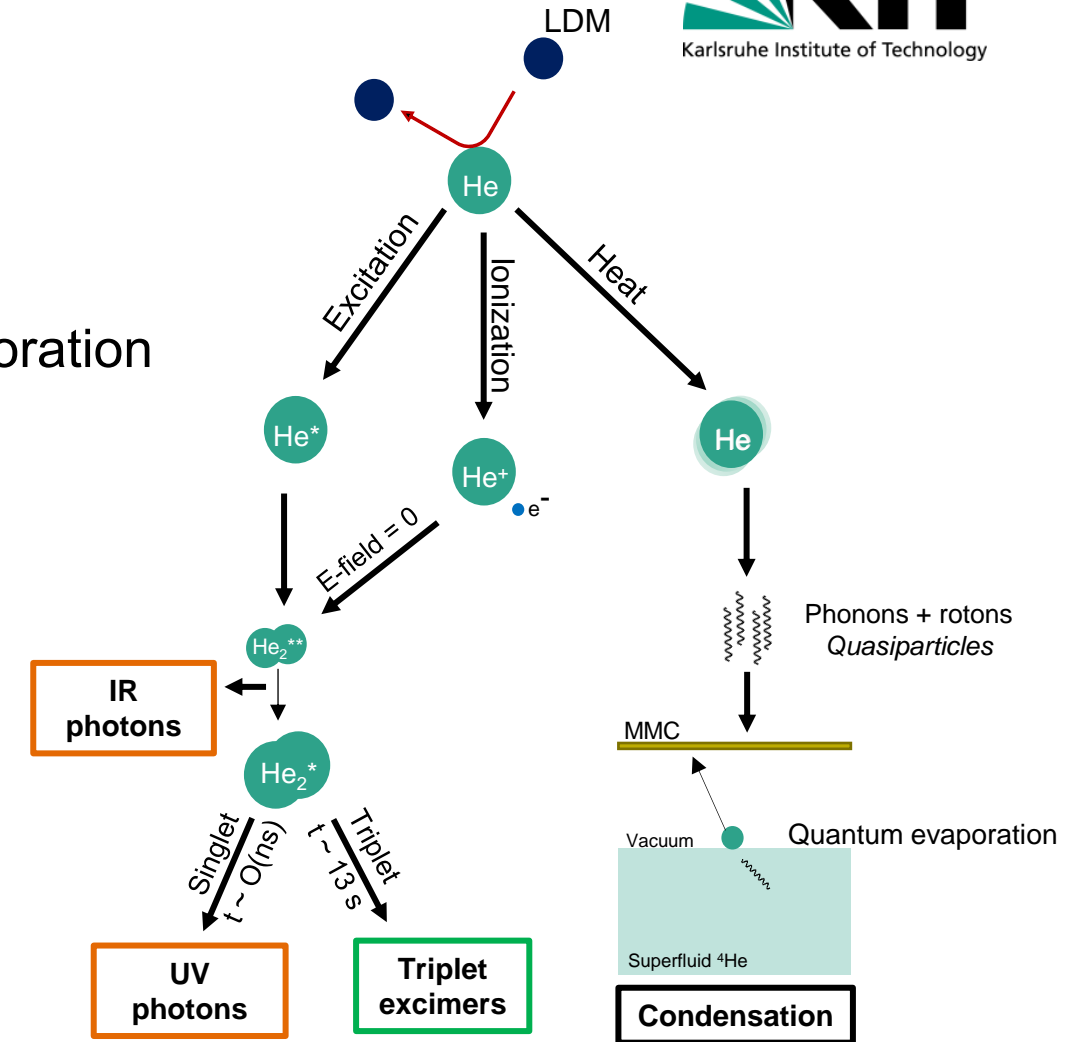 LDM
Karlsruhe Institute of Technology
He
Excitation
Ionization
Heat
oration
He*
He⁺
e⁻
He
E-field = 0
He₂**
IR
photons
Phonons + rotons
Quasiparticles
MMC
He₂*
Singlet
t ~ O(ns)
Triplet
t ~ 13 s
Vacuum
Quantum evaporation
Superfluid ⁴He
UV
photons
Triplet
excimers
Condensation